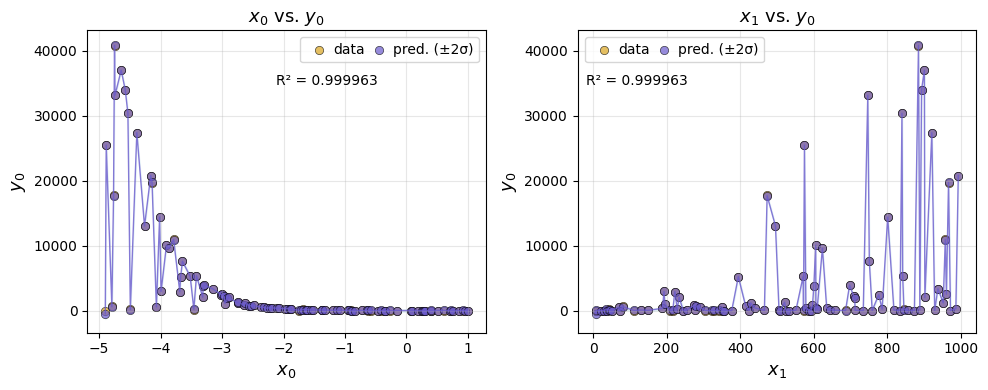 x₀ vs. y₀
data pred. (±2σ)
R² = 0.999963
y₀
40000
30000
20000
10000
0
−5 −4 −3 −2 −1 0 1
x₀
x₁ vs. y₀
data pred. (±2σ)
R² = 0.999963
y₀
40000
30000
20000
10000
0
0 200 400 600 800 1000
x₁